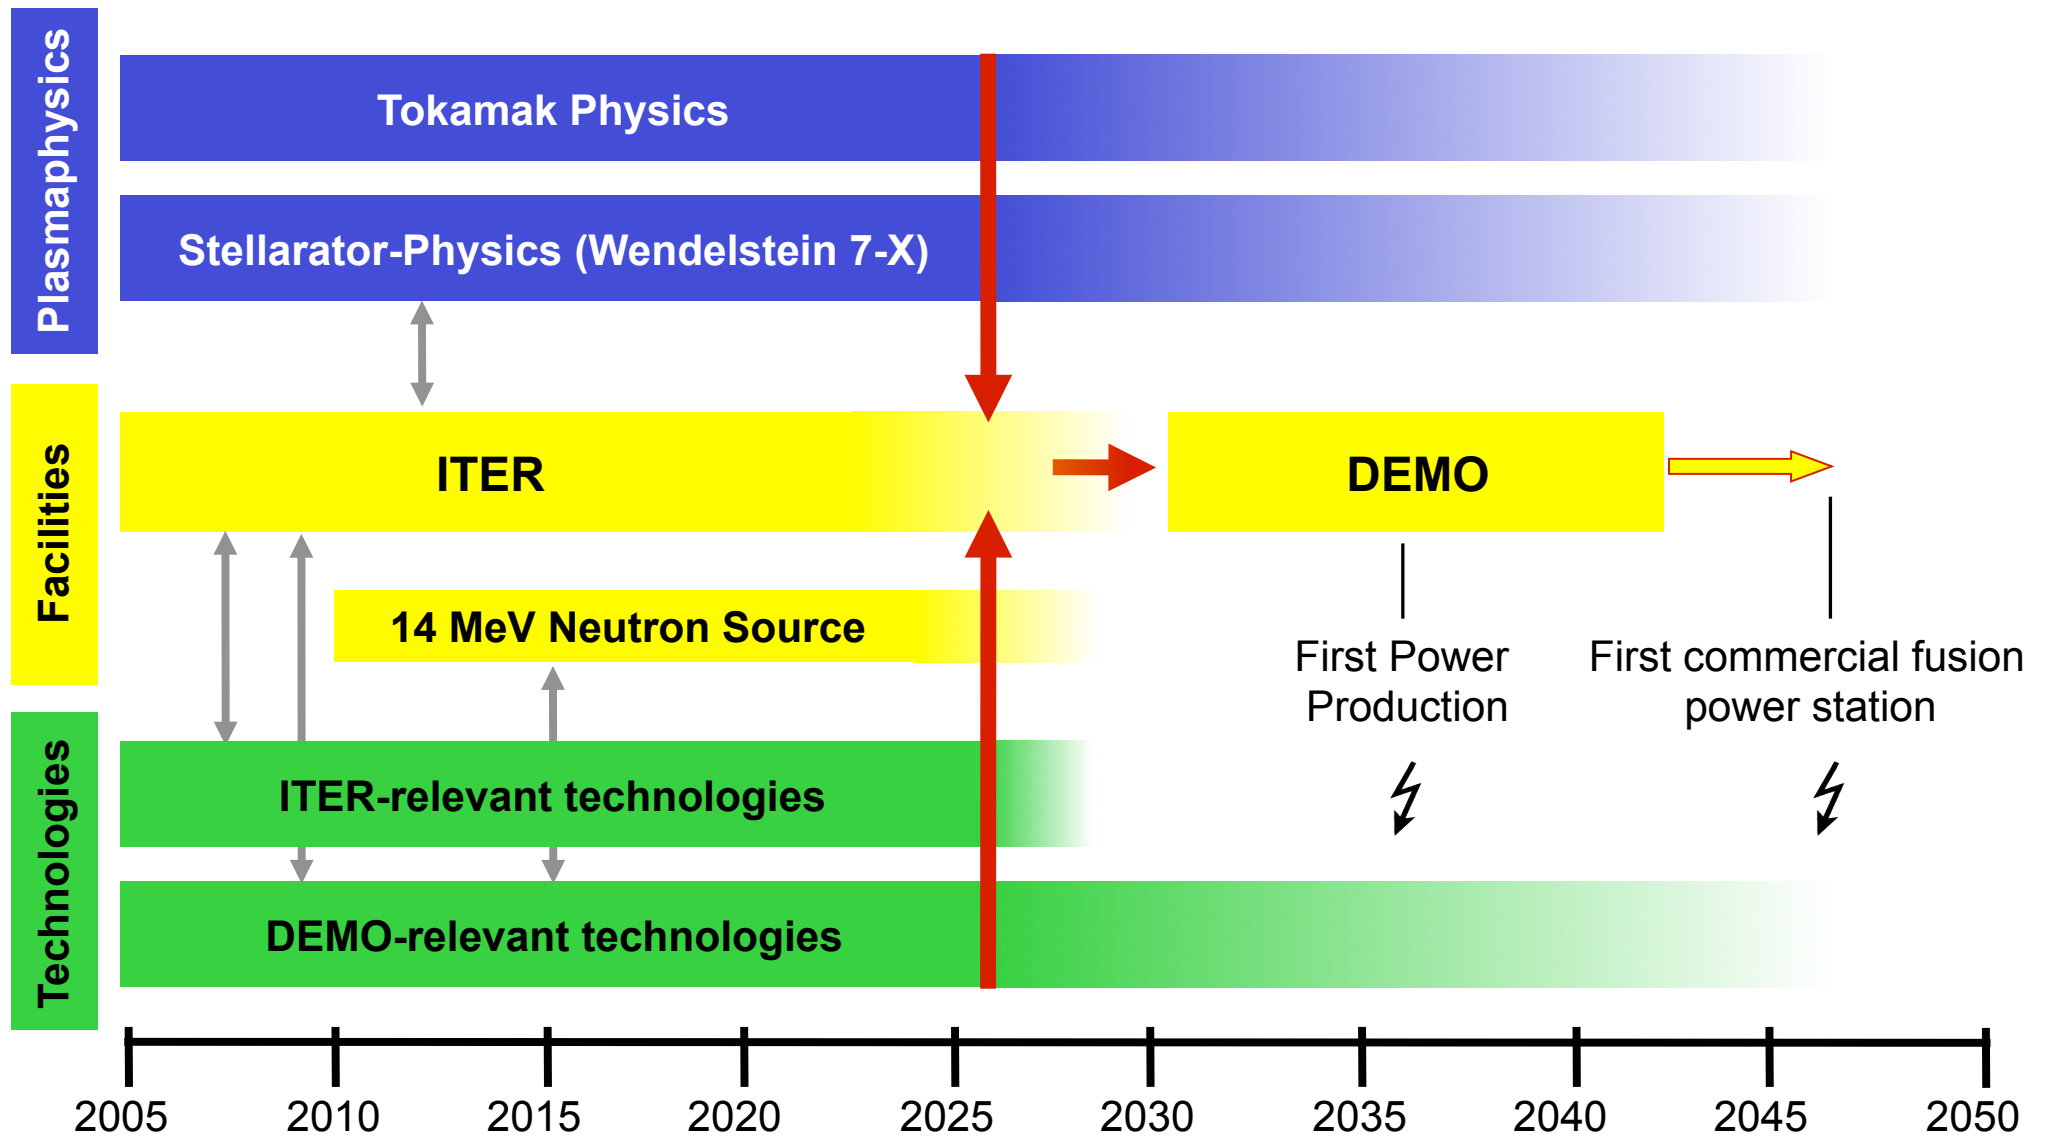 Plasmaphysics
Tokamak Physics
Stellarator-Physics (Wendelstein 7-X)
Facilities
ITER
DEMO
14 MeV Neutron Source
First Power
Production
First commercial fusion
power station
Technologies
ITER-relevant technologies
DEMO-relevant technologies
2005 2010 2015 2020 2025 2030 2035 2040 2045 2050